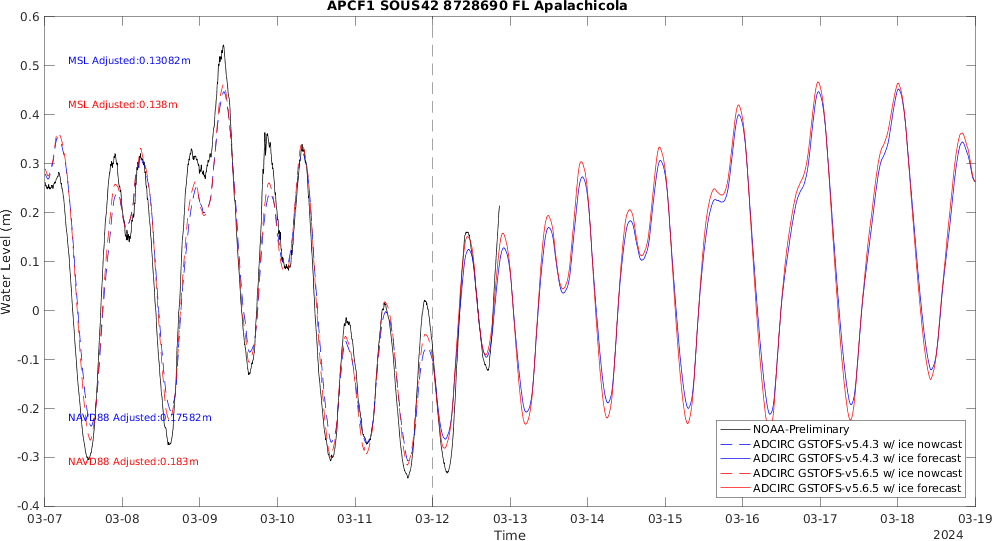 APCF1 SOUS42 8728690 FL Apalachicola
0.6
0.5
0.4
0.3
0.2
0.1
0
-0.1
-0.2
-0.3
-0.4
Water Level (m)
MSL Adjusted:0.13082m
MSL Adjusted:0.138m
NAVD88 Adjusted:0.17582m
NAVD88 Adjusted:0.183m
NOAA-Preliminary
ADCIRC GSTOFS-v5.4.3 w/ ice nowcast
ADCIRC GSTOFS-v5.4.3 w/ ice forecast
ADCIRC GSTOFS-v5.6.5 w/ ice nowcast
ADCIRC GSTOFS-v5.6.5 w/ ice forecast
03-07 03-08 03-09 03-10 03-11 03-12 03-13 03-14 03-15 03-16 03-17 03-18 03-19
Time
2024